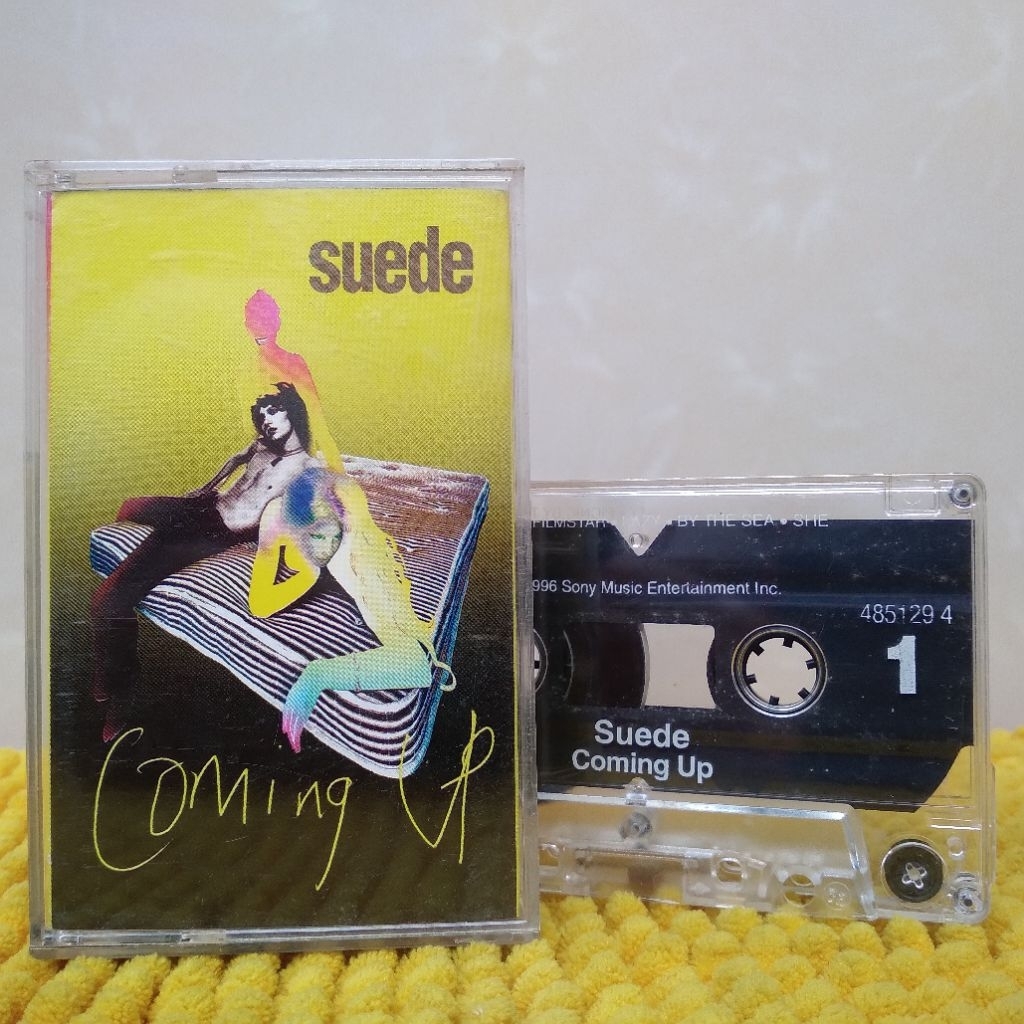 suede
Coming UP
FILMSTAR
BY THE SEA • SHE
996 Sony Music Entertainment Inc.
485129 4
1
Suede
Coming Up